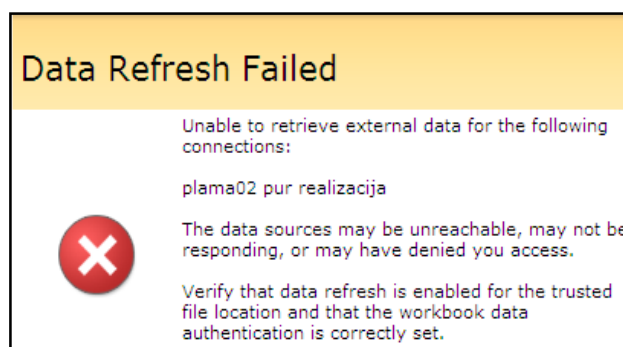 Data Refresh Failed
Unable to retrieve external data for the following
connections:
plama02 pur realizacija
The data sources may be unreachable, may not be
responding, or may have denied you access.
Verify that data refresh is enabled for the trusted
file location and that the workbook data
authentication is correctly set.